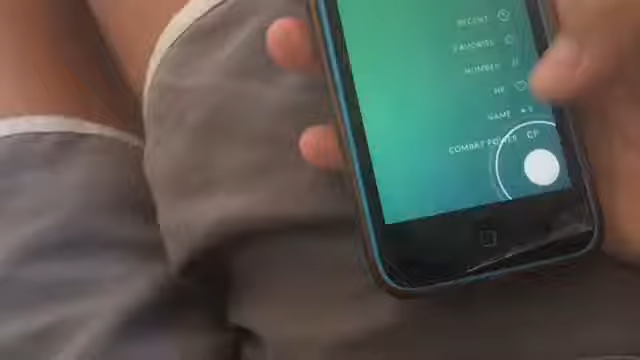 RECENT
FAVORITE
NUMBER #
HP
NAME
COMBAT POWER CP